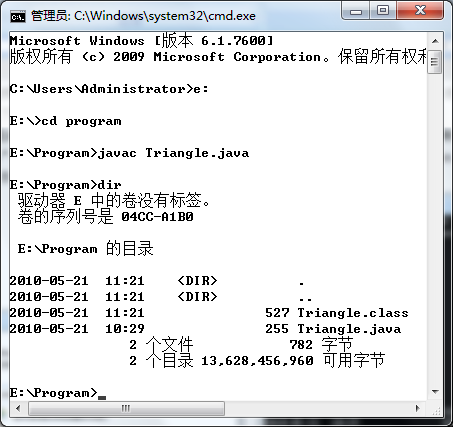 管理员: C:\Windows\system32\cmd.exe
Microsoft Windows [版本 6.1.7600]
版权所有 (c) 2009 Microsoft Corporation。保留所有权利
C:\Users\Administrator>e:
E:\>cd program
E:\Program>javac Triangle.java
E:\Program>dir
驱动器 E 中的卷没有标签。
卷的序列号是 04CC-A1B0
E:\Program 的目录
2010-05-21  11:21    <DIR>          .
2010-05-21  11:21    <DIR>          ..
2010-05-21  11:21               527 Triangle.class
2010-05-21  10:29               255 Triangle.java
2 个文件            782 字节
2 个目录 13,628,456,960 可用字节
E:\Program>